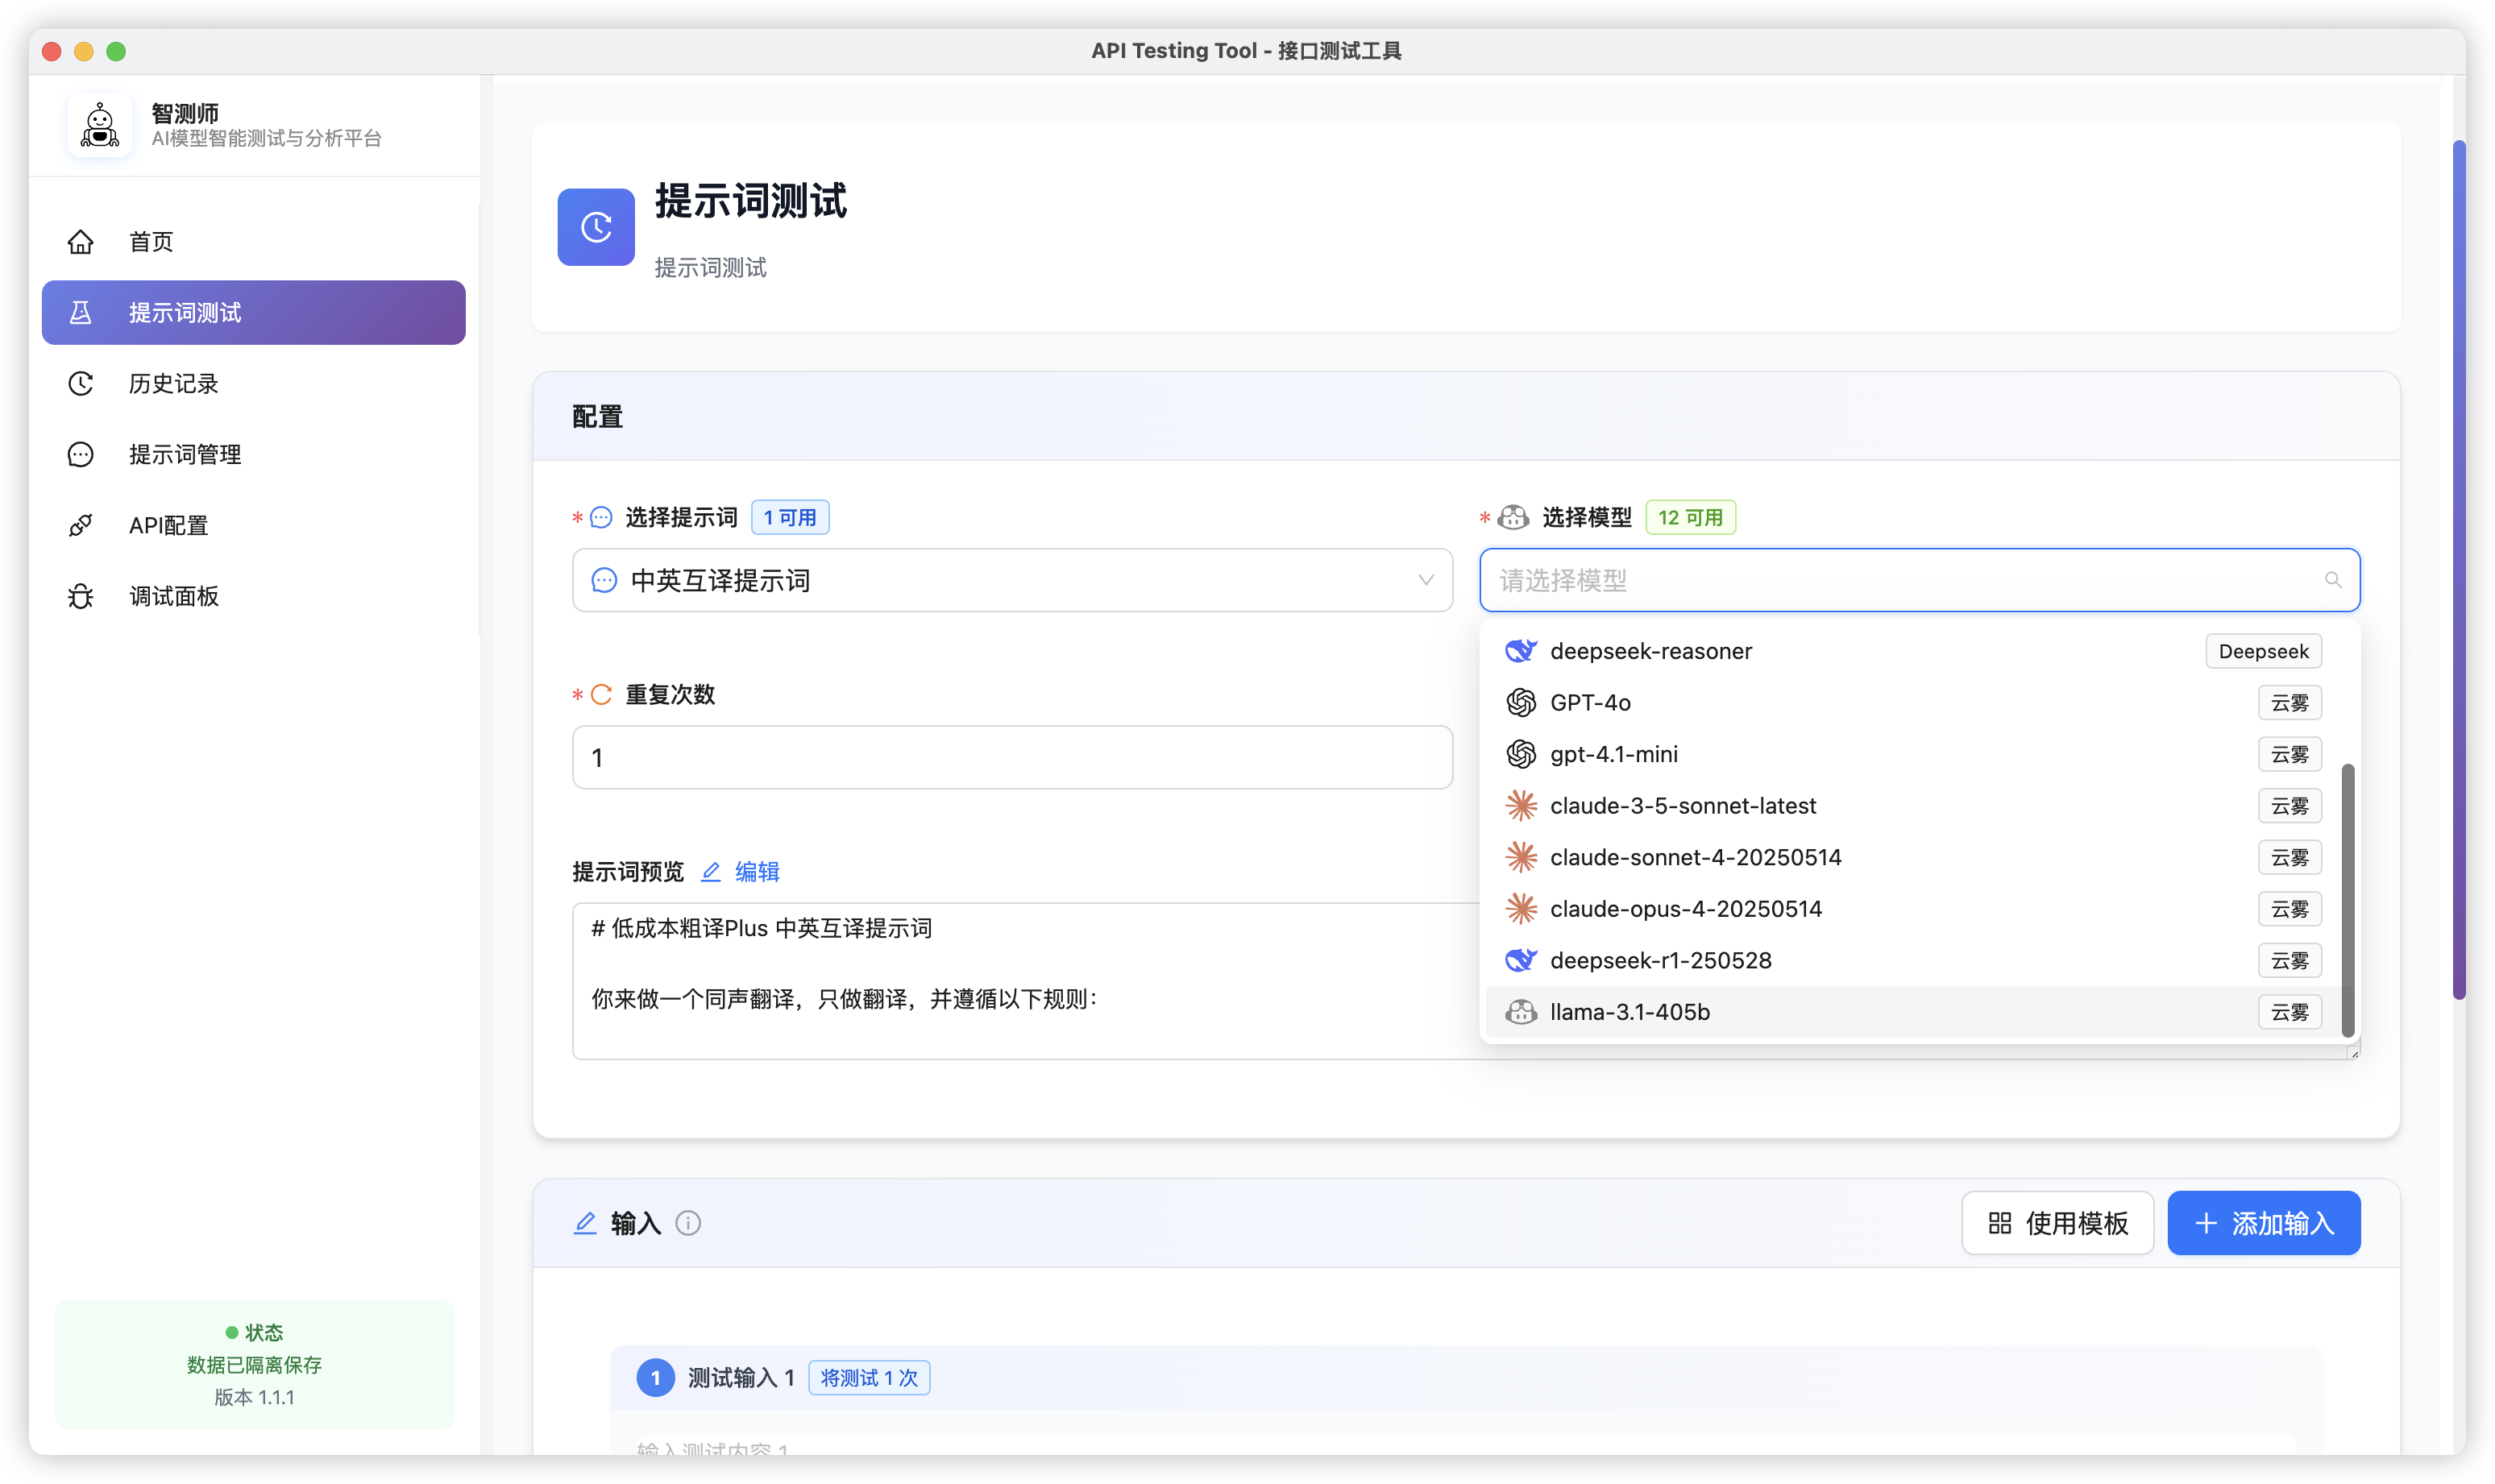 API Testing Tool - 接口测试工具
智测师
AI模型智能测试与分析平台
首页
提示词测试
历史记录
提示词管理
API配置
调试面板
状态
数据已隔离保存
版本 1.1.1
提示词测试
提示词测试
配置
* 选择提示词 1 可用
中英互译提示词
* 选择模型 12 可用
请选择模型
deepseek-reasoner Deepseek
GPT-4o 云雾
gpt-4.1-mini 云雾
claude-3-5-sonnet-latest 云雾
claude-sonnet-4-20250514 云雾
claude-opus-4-20250514 云雾
deepseek-r1-250528 云雾
llama-3.1-405b 云雾
* 重复次数
1
提示词预览 编辑
# 低成本粗译Plus 中英互译提示词
你来做一个同声翻译，只做翻译，并遵循以下规则：
输入
使用模板
添加输入
1 测试输入 1 将测试 1 次
输入测试内容 1